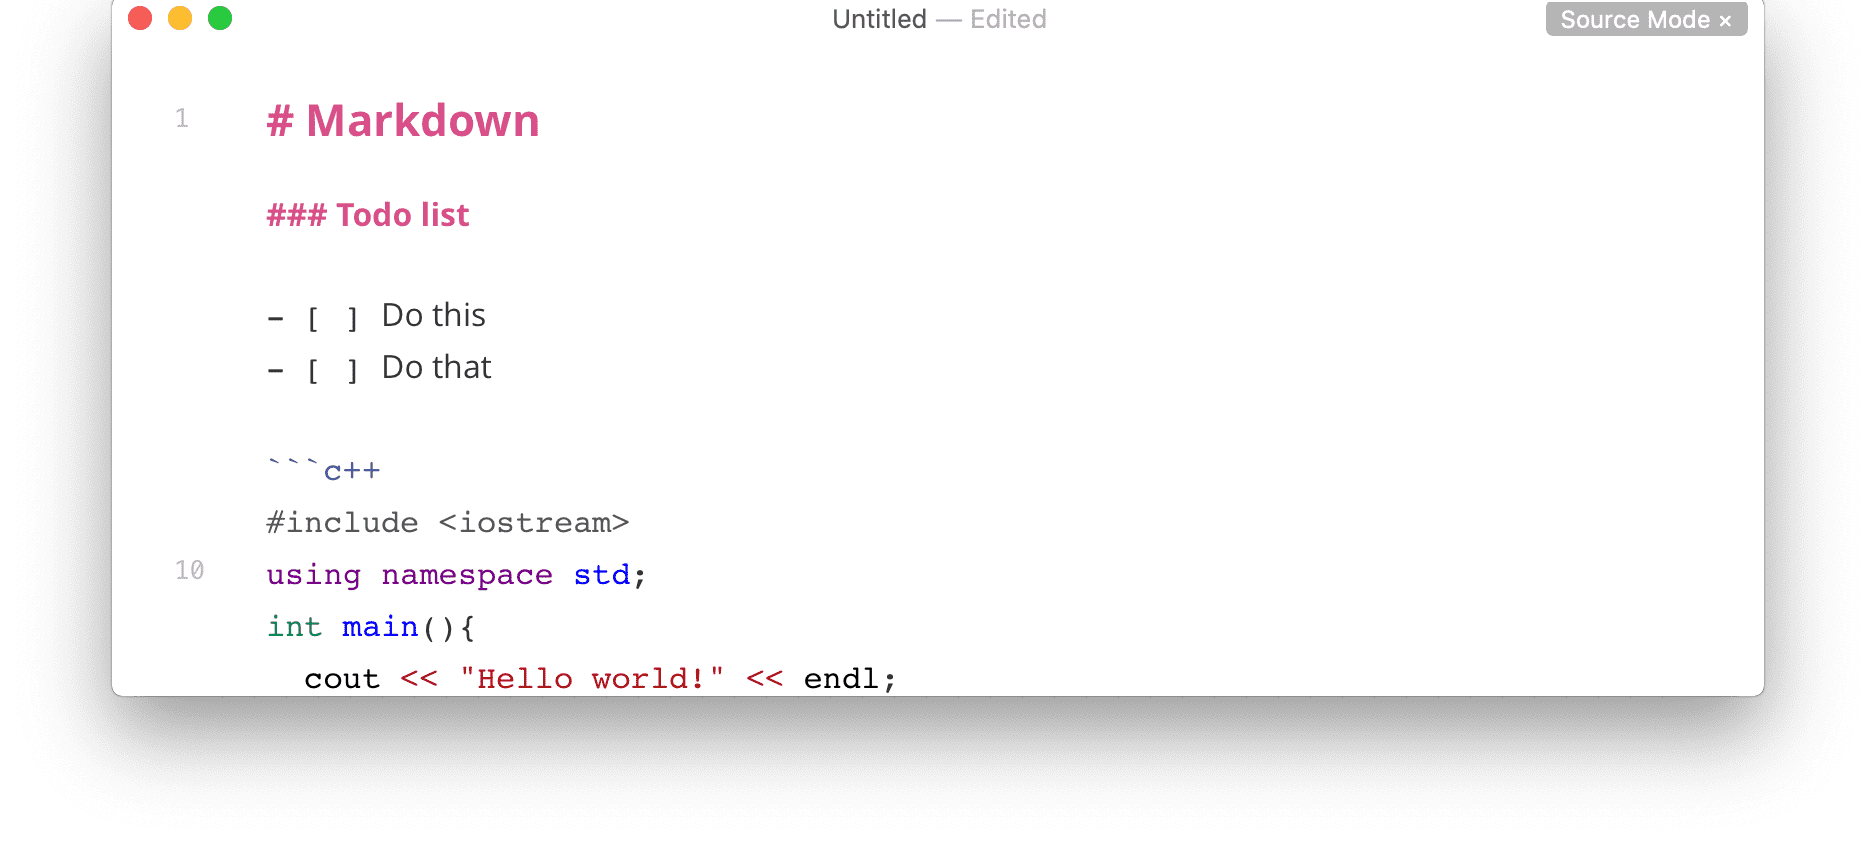 Untitled — Edited
Source Mode ×
1 # Markdown
### Todo list
- [ ] Do this
- [ ] Do that
```c++
#include <iostream>
10 using namespace std;
int main(){
  cout << "Hello world!" << endl;